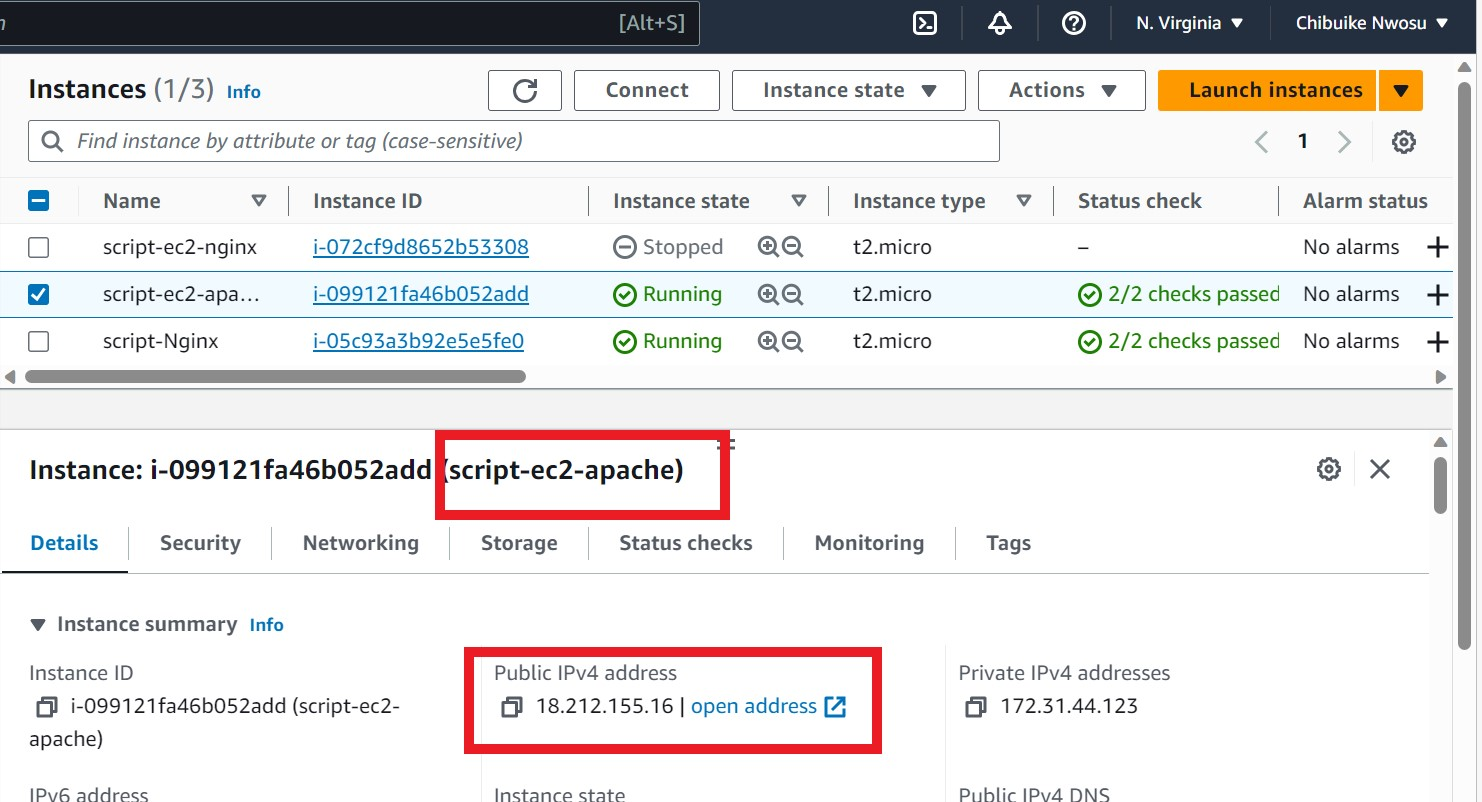 [Alt+S] N. Virginia Chibuike Nwosu
Instances (1/3) Info Connect Instance state Actions Launch instances
Find instance by attribute or tag (case-sensitive) 1
Name Instance ID Instance state Instance type Status check Alarm status
script-ec2-nginx i-072cf9d8652b53308 Stopped t2.micro – No alarms
script-ec2-apa... i-099121fa46b052add Running t2.micro 2/2 checks passed No alarms
script-Nginx i-05c93a3b92e5e5fe0 Running t2.micro 2/2 checks passed No alarms
Instance: i-099121fa46b052add (script-ec2-apache)
Details Security Networking Storage Status checks Monitoring Tags
Instance summary Info
Instance ID
i-099121fa46b052add (script-ec2-
apache)
Public IPv4 address
18.212.155.16 | open address
Private IPv4 addresses
172.31.44.123
IPv6 address Instance state Public IPv4 DNS